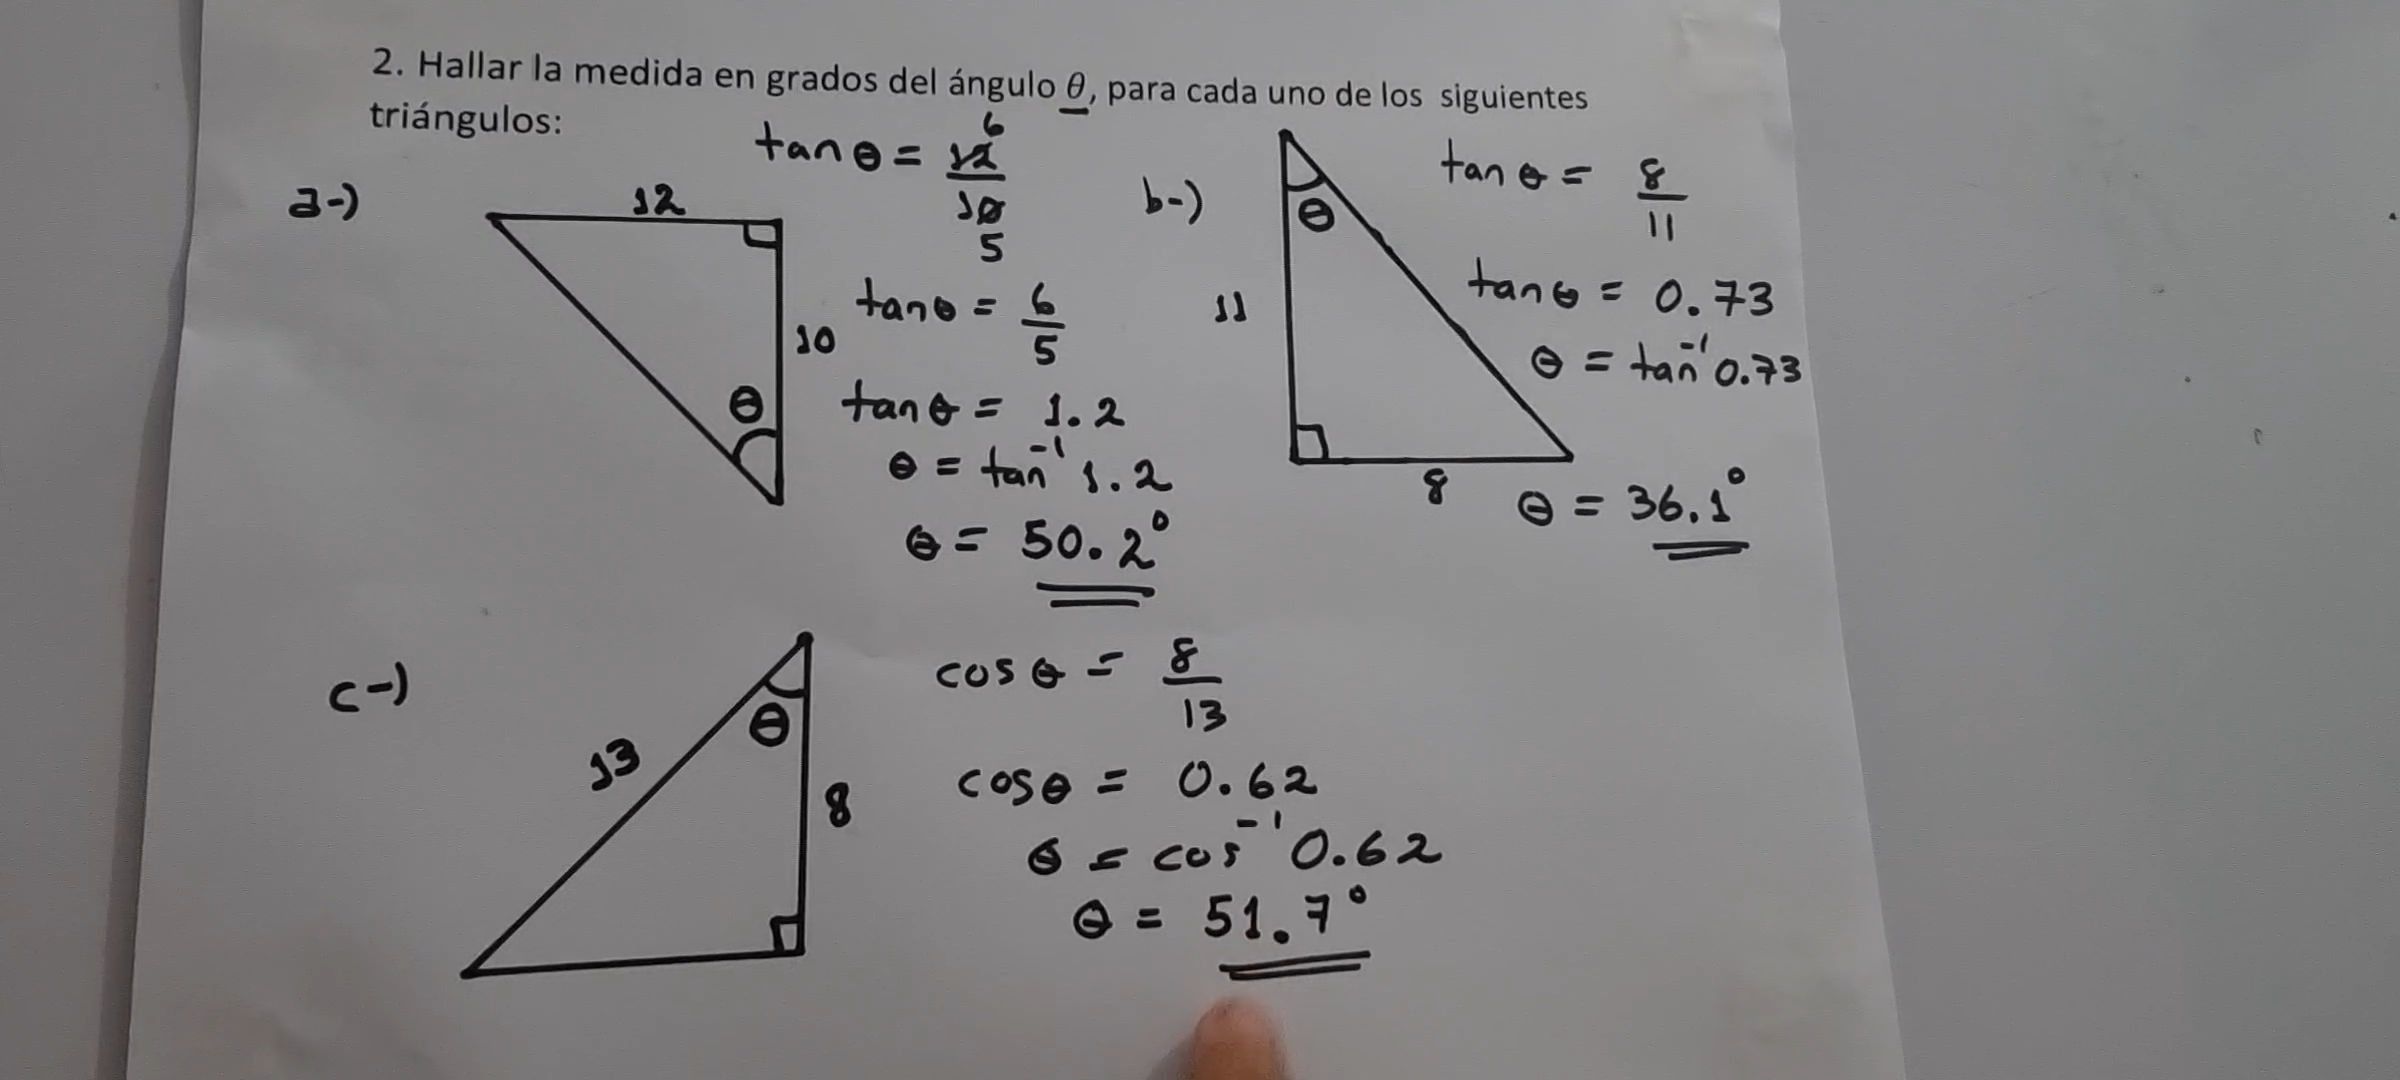 2. Hallar la medida en grados del ángulo θ, para cada uno de los siguientes
triángulos:
a-)
12
10
θ
tan θ = 12/10
6
5
tan θ = 6/5
tan θ = 1.2
θ = tan⁻¹ 1.2
θ = 50.2°
b-)
θ
11
8
tan θ = 8/11
tan θ = 0.73
θ = tan⁻¹ 0.73
θ = 36.1°
c-)
13
θ
8
cos θ = 8/13
cos θ = 0.62
θ = cos⁻¹ 0.62
θ = 51.7°